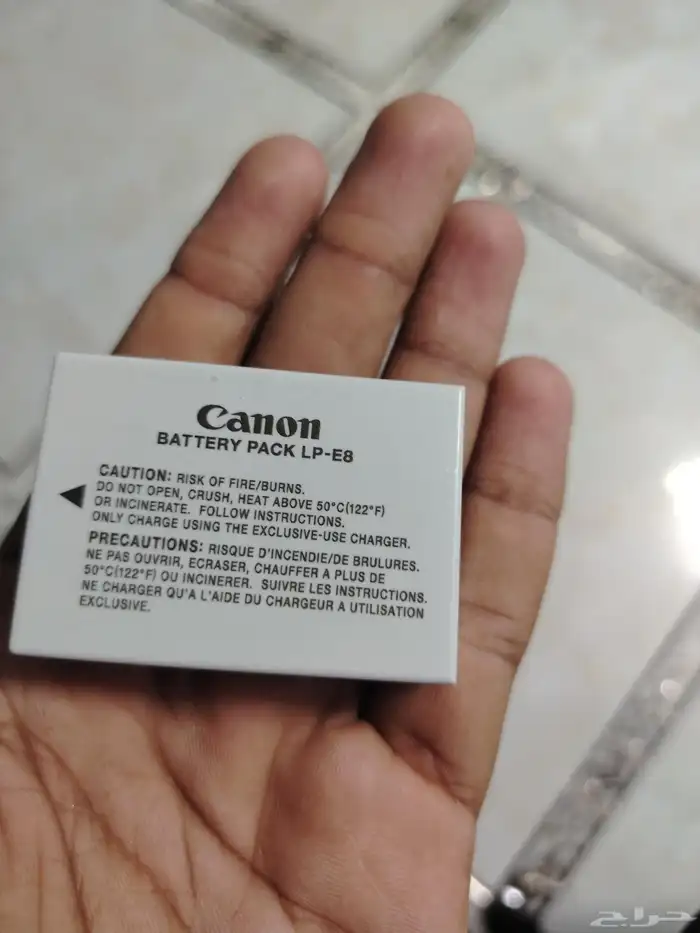 Canon
BATTERY PACK LP-E8
CAUTION: RISK OF FIRE/BURNS.
DO NOT OPEN, CRUSH, HEAT ABOVE 50°C(122°F)
OR INCINERATE. FOLLOW INSTRUCTIONS.
ONLY CHARGE USING THE EXCLUSIVE-USE CHARGER.
PRECAUTIONS: RISQUE D'INCENDIE/DE BRULURES.
NE PAS OUVRIR, ECRASER, CHAUFFER A PLUS DE
50°C(122°F) OU INCINERER. SUIVRE LES INSTRUCTIONS.
NE CHARGER QU'A L'AIDE DU CHARGEUR A UTILISATION
EXCLUSIVE.
حراج